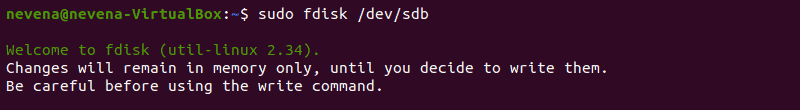 nevena@nevena-VirtualBox:~$ sudo fdisk /dev/sdb
Welcome to fdisk (util-linux 2.34).
Changes will remain in memory only, until you decide to write them.
Be careful before using the write command.